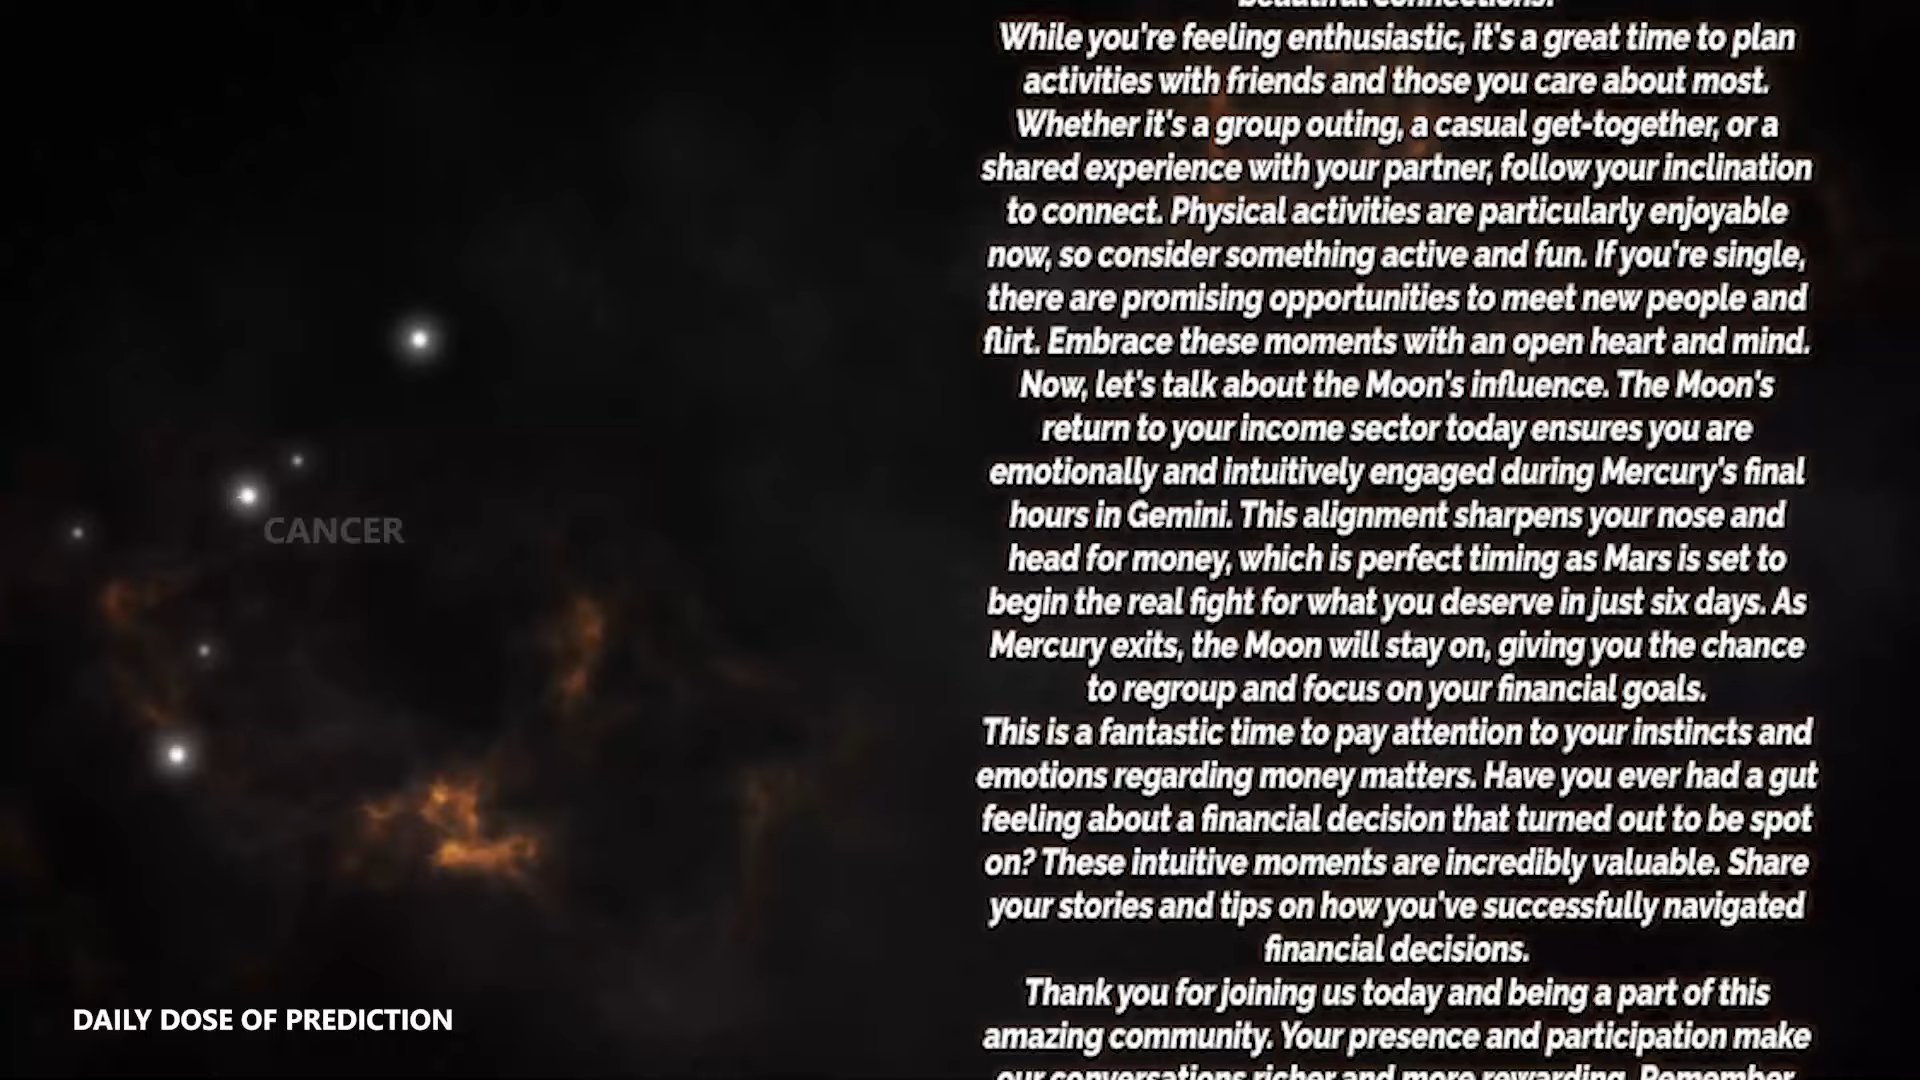 beautiful connections.
While you're feeling enthusiastic, it's a great time to plan
activities with friends and those you care about most.
Whether it's a group outing, a casual get-together, or a
shared experience with your partner, follow your inclination
to connect. Physical activities are particularly enjoyable
now, so consider something active and fun. If you're single,
there are promising opportunities to meet new people and
flirt. Embrace these moments with an open heart and mind.
Now, let's talk about the Moon's influence. The Moon's
return to your income sector today ensures you are
emotionally and intuitively engaged during Mercury's final
hours in Gemini. This alignment sharpens your nose and
head for money, which is perfect timing as Mars is set to
begin the real fight for what you deserve in just six days. As
Mercury exits, the Moon will stay on, giving you the chance
to regroup and focus on your financial goals.
This is a fantastic time to pay attention to your instincts and
emotions regarding money matters. Have you ever had a gut
feeling about a financial decision that turned out to be spot
on? These intuitive moments are incredibly valuable. Share
your stories and tips on how you've successfully navigated
financial decisions.
Thank you for joining us today and being a part of this
amazing community. Your presence and participation make
our conversations richer and more rewarding. Remember,
CANCER
DAILY DOSE OF PREDICTION